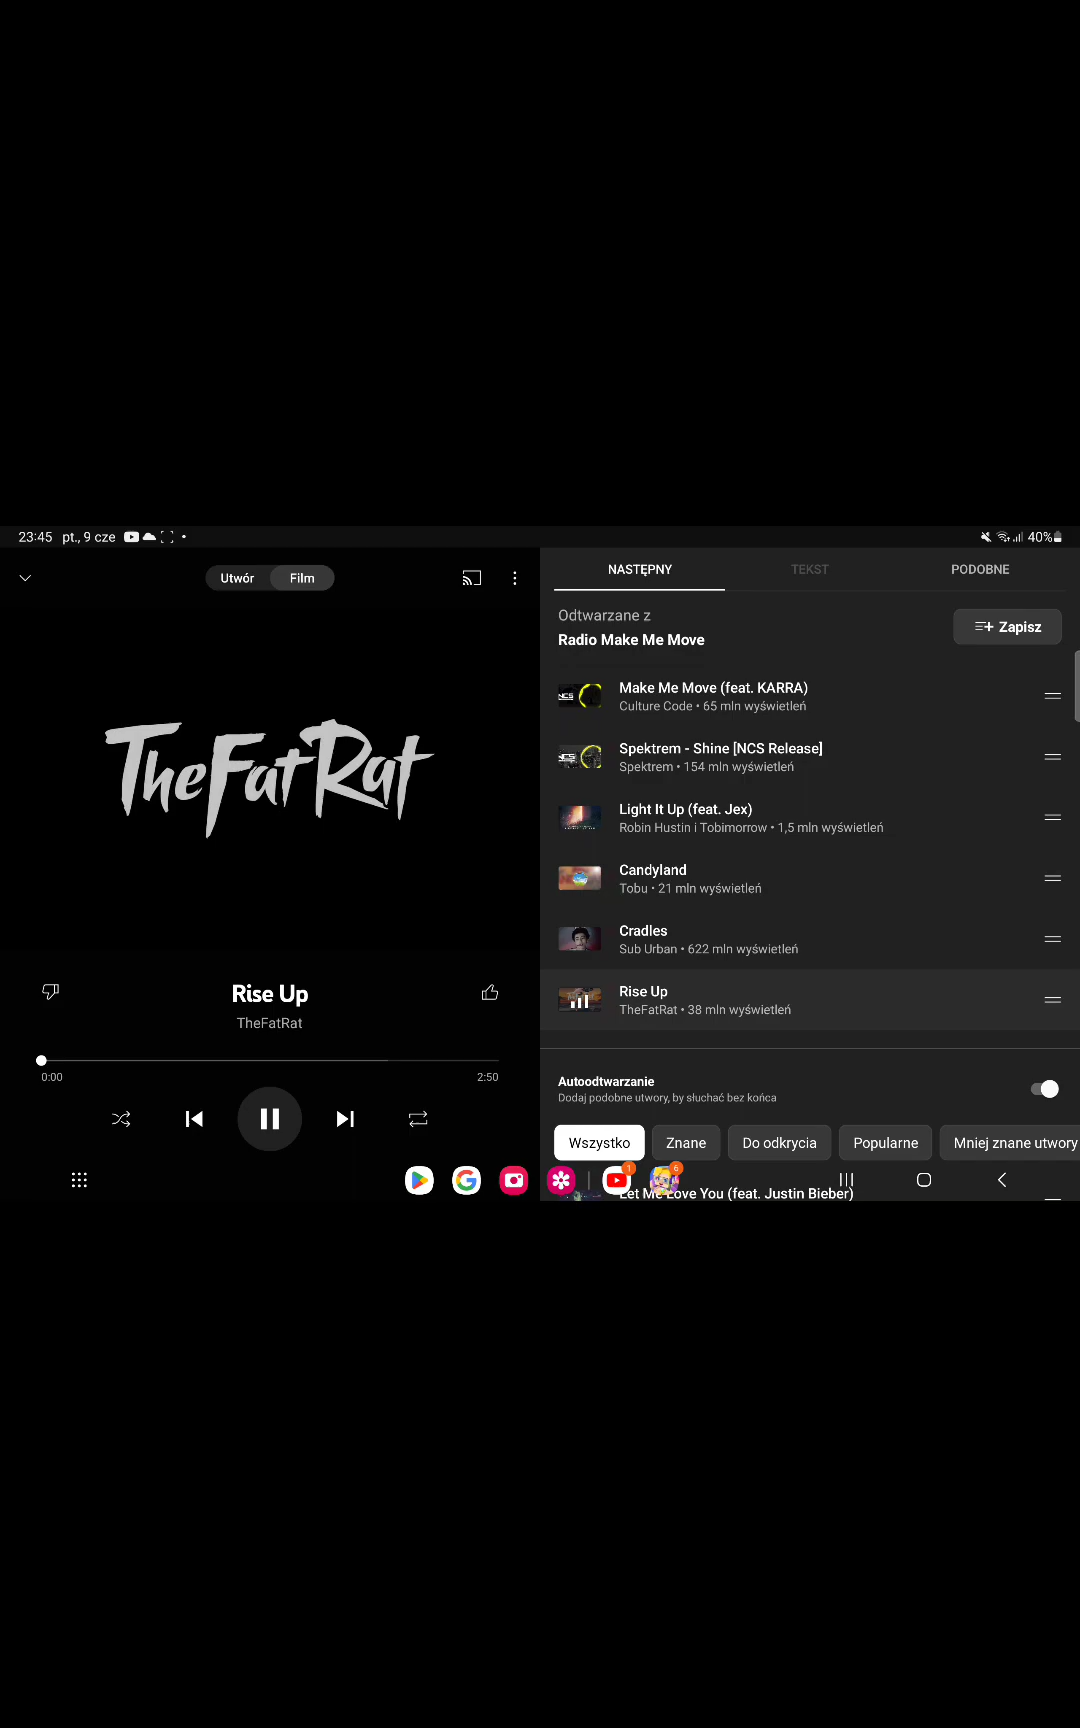 23:45 pt., 9 cze
40%
Utwór Film
TheFatRat
Rise Up
TheFatRat
0:00
2:50
NASTĘPNY
TEKST
PODOBNE
Odtwarzane z
Radio Make Me Move
Zapisz
Make Me Move (feat. KARRA)
Culture Code • 65 mln wyświetleń
Spektrem - Shine [NCS Release]
Spektrem • 154 mln wyświetleń
Light It Up (feat. Jex)
Robin Hustin i Tobimorrow • 1,5 mln wyświetleń
Candyland
Tobu • 21 mln wyświetleń
Cradles
Sub Urban • 622 mln wyświetleń
Rise Up
TheFatRat • 38 mln wyświetleń
Autoodtwarzanie
Dodaj podobne utwory, by słuchać bez końca
Wszystko
Znane
Do odkrycia
Popularne
Mniej znane utwory
1
6
Let Me Love You (feat. Justin Bieber)